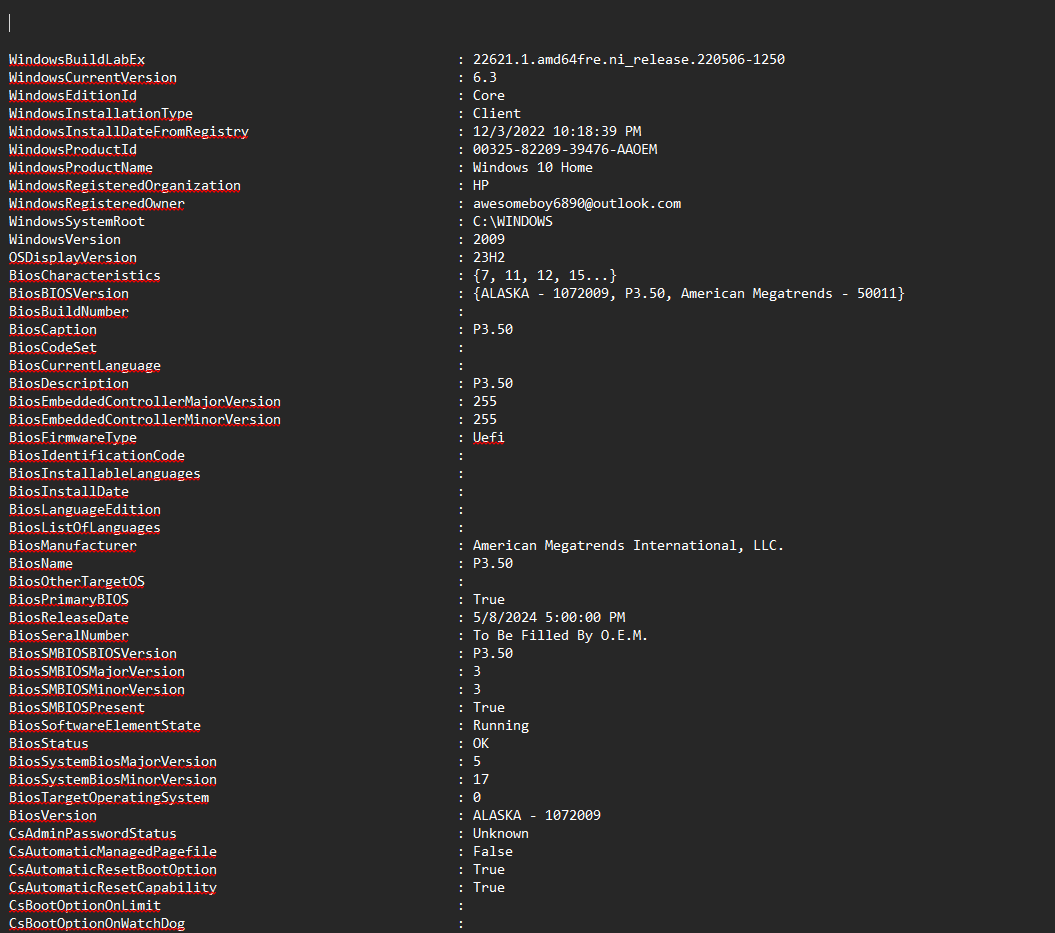 WindowsBuildLabEx : 22621.1.amd64fre.ni_release.220506-1250
WindowsCurrentVersion : 6.3
WindowsEditionId : Core
WindowsInstallationType : Client
WindowsInstallDateFromRegistry : 12/3/2022 10:18:39 PM
WindowsProductId : 00325-82209-39476-AAOEM
WindowsProductName : Windows 10 Home
WindowsRegisteredOrganization : HP
WindowsRegisteredOwner : awesomeboy6890@outlook.com
WindowsSystemRoot : C:\WINDOWS
WindowsVersion : 2009
OSDisplayVersion : 23H2
BiosCharacteristics : {7, 11, 12, 15...}
BiosBIOSVersion : {ALASKA - 1072009, P3.50, American Megatrends - 50011}
BiosBuildNumber :
BiosCaption : P3.50
BiosCodeSet :
BiosCurrentLanguage :
BiosDescription : P3.50
BiosEmbeddedControllerMajorVersion : 255
BiosEmbeddedControllerMinorVersion : 255
BiosFirmwareType : Uefi
BiosIdentificationCode :
BiosInstallableLanguages :
BiosInstallDate :
BiosLanguageEdition :
BiosListOfLanguages :
BiosManufacturer : American Megatrends International, LLC.
BiosName : P3.50
BiosOtherTargetOS :
BiosPrimaryBIOS : True
BiosReleaseDate : 5/8/2024 5:00:00 PM
BiosSeralNumber : To Be Filled By O.E.M.
BiosSMBIOSBIOSVersion : P3.50
BiosSMBIOSMajorVersion : 3
BiosSMBIOSMinorVersion : 3
BiosSMBIOSPresent : True
BiosSoftwareElementState : Running
BiosStatus : OK
BiosSystemBiosMajorVersion : 5
BiosSystemBiosMinorVersion : 17
BiosTargetOperatingSystem : 0
BiosVersion : ALASKA - 1072009
CsAdminPasswordStatus : Unknown
CsAutomaticManagedPagefile : False
CsAutomaticResetBootOption : True
CsAutomaticResetCapability : True
CsBootOptionOnLimit :
CsBootOptionOnWatchDog :